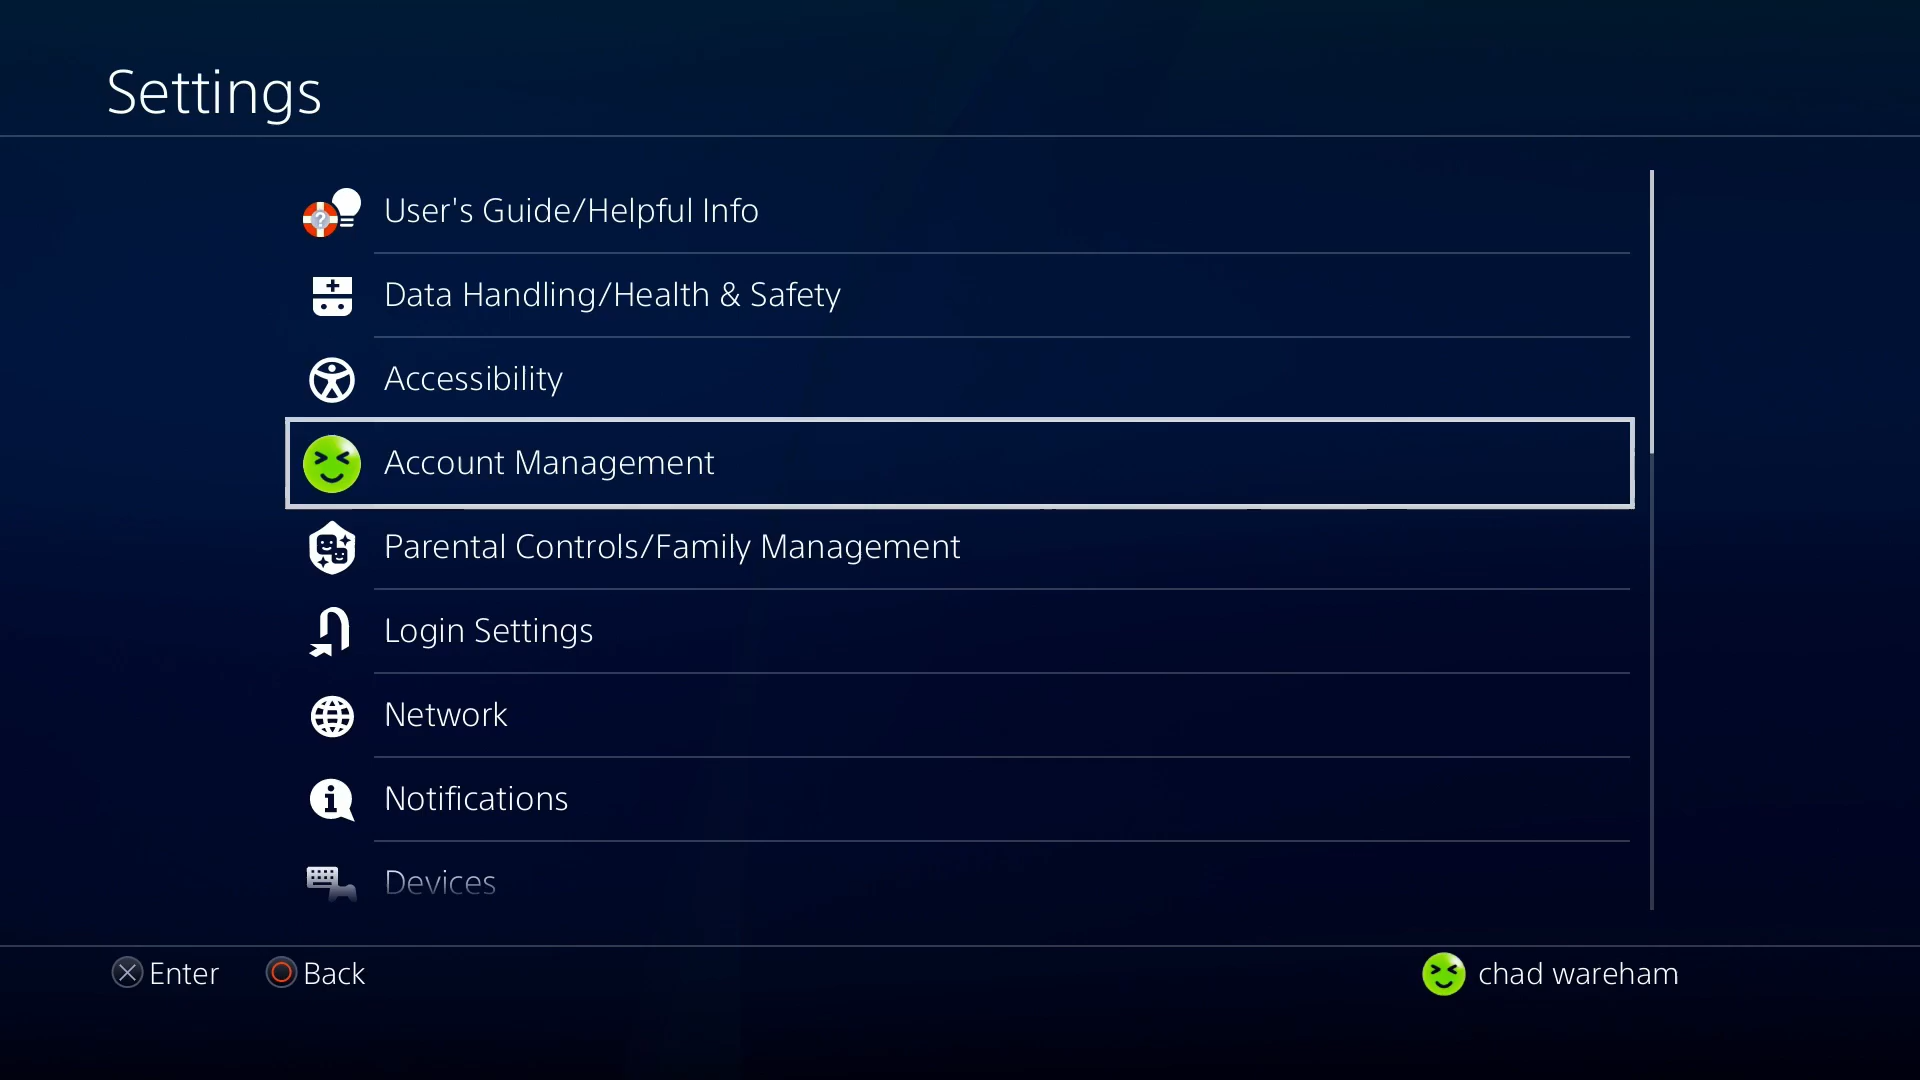 Settings
User's Guide/Helpful Info
Data Handling/Health & Safety
Accessibility
Account Management
Parental Controls/Family Management
Login Settings
Network
Notifications
Devices
Enter
Back
chad wareham